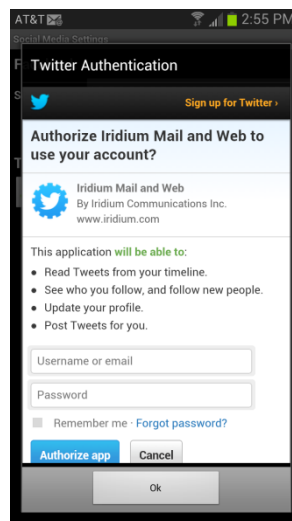 AT&T
2:55 PM
Social Media Settings
F
Twitter Authentication
S
Sign up for Twitter ›
Authorize Iridium Mail and Web to
use your account?
T
Iridium Mail and Web
By Iridium Communications Inc.
www.iridium.com
This application will be able to:
• Read Tweets from your timeline.
• See who you follow, and follow new people.
• Update your profile.
• Post Tweets for you.
Username or email
Password
Remember me · Forgot password?
Authorize app
Cancel
Ok